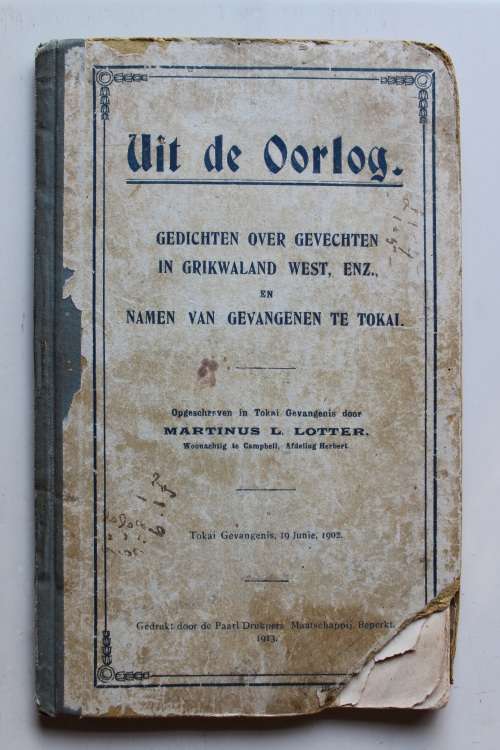 Uit de Oorlog.
GEDICHTEN OVER GEVECHTEN
IN GRIKWALAND WEST, ENZ.,
EN
NAMEN VAN GEVANGENEN TE TOKAI.
Opgeschreven in Tokai Gevangenis door
MARTINUS L. LOTTER.
Woonachtig te Campbell, Afdeling Herbert.
Tokai Gevangenis, 19 Junie, 1902.
Gedrukt door de Paarl Drukpers Maatschappij, Beperkt.
1913.